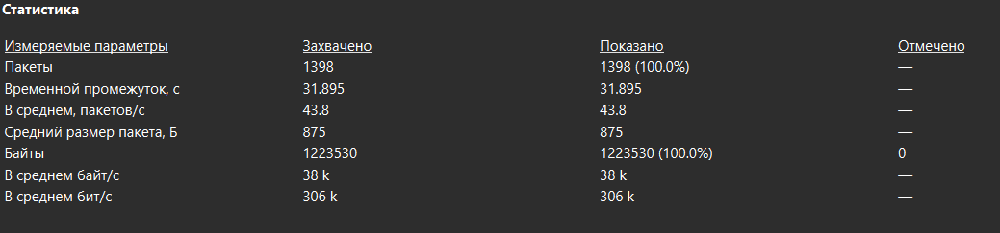 Статистика
Измеряемые параметры Захвачено Показано Отмечено
Пакеты 1398 1398 (100.0%) —
Временной промежуток, с 31.895 31.895 —
В среднем, пакетов/с 43.8 43.8 —
Средний размер пакета, Б 875 875 —
Байты 1223530 1223530 (100.0%) 0
В среднем байт/с 38 k 38 k —
В среднем бит/с 306 k 306 k —